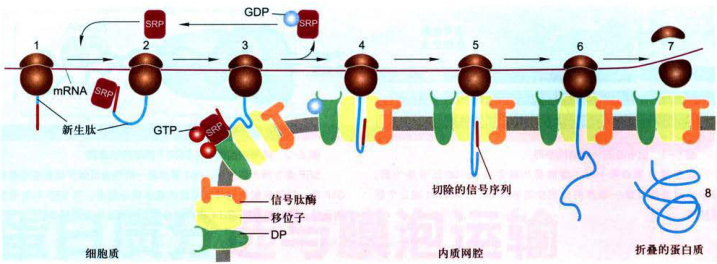 GDP
SRP
SRP
1
2
3
4
5
6
7
mRNA
SRP
新生肽
GTP
SRP
切除的信号序列
信号肽酶
移位子
DP
8
细胞质
内质网腔
折叠的蛋白质